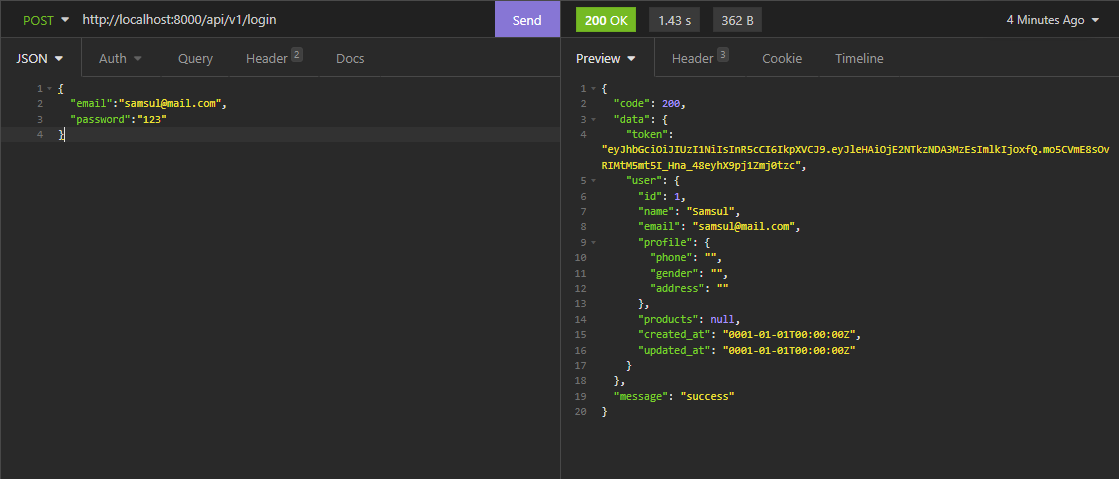 POST http://localhost:8000/api/v1/login Send 200 OK 1.43 s 362 B 4 Minutes Ago
JSON Auth Query Header 2 Docs Preview Header 3 Cookie Timeline
1 {
2 "email":"samsul@mail.com",
3 "password":"123"
4 }
1 {
2 "code": 200,
3 "data": {
4 "token":
"eyJhbGciOiJIUzI1NiIsInR5cCI6IkpXVCJ9.eyJleHAiOjE2NTkzNDA3MzEsImlkIjoxfQ.mo5CVmE8sOv
RIMtM5mt5I_Hna_48eyhX9pj1Zmj0tzc",
5 "user": {
6 "id": 1,
7 "name": "Samsul",
8 "email": "samsul@mail.com",
9 "profile": {
10 "phone": "",
11 "gender": "",
12 "address": ""
13 },
14 "products": null,
15 "created_at": "0001-01-01T00:00:00Z",
16 "updated_at": "0001-01-01T00:00:00Z"
17 }
18 },
19 "message": "success"
20 }